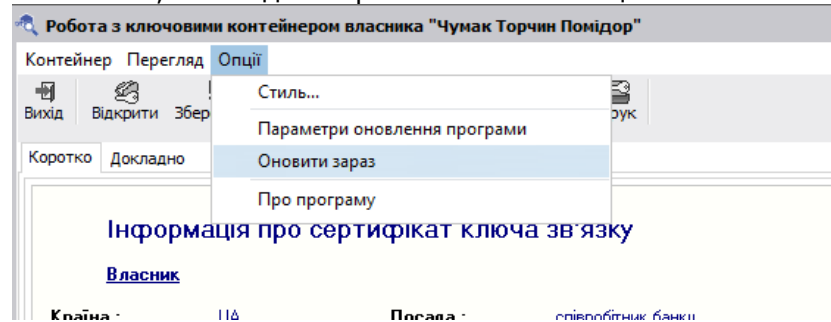 Робота з ключовими контейнером власника "Чумак Торчин Помідор"
Контейнер Перегляд Опції
Вихід Відкрити
Стиль...
Параметри оновлення програми
Оновити зараз
Про програму
Коротко Докладно
Інформація про сертифікат ключа зв'язку
Власник
Країна : UA Посада : співробітник банку